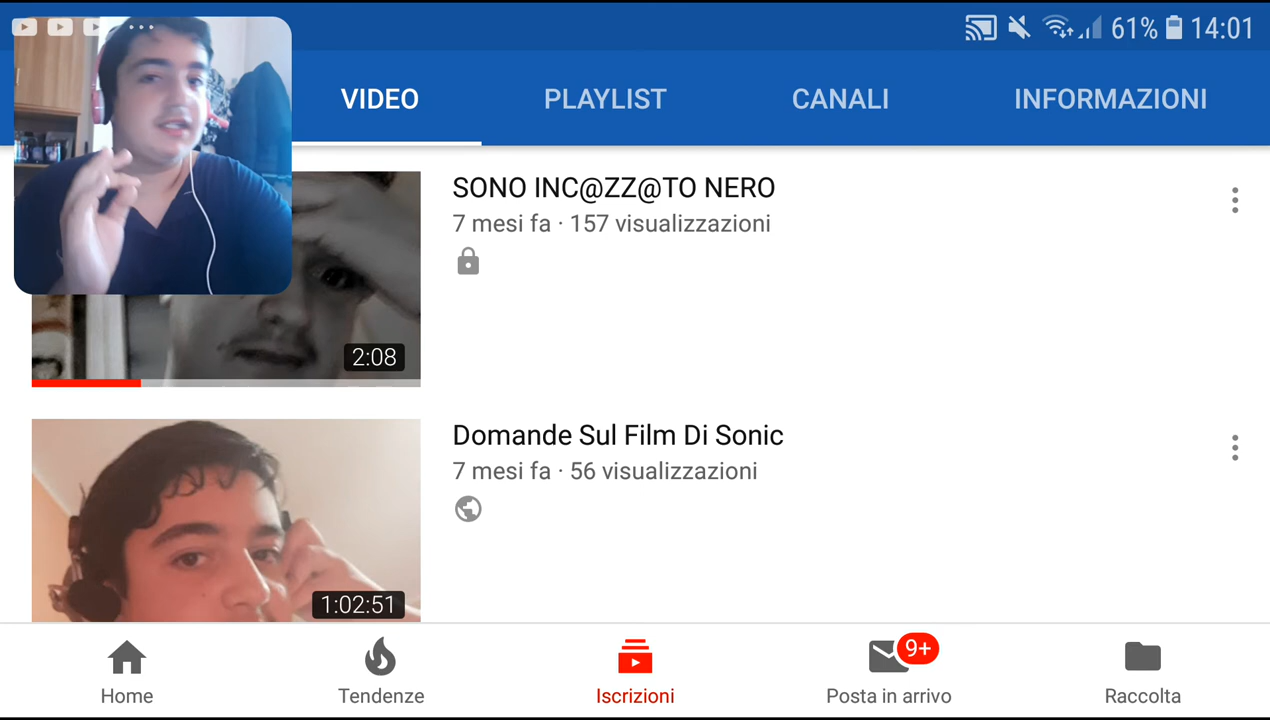 61% 14:01
VIDEO PLAYLIST CANALI INFORMAZIONI
SONO INC@ZZ@TO NERO
7 mesi fa · 157 visualizzazioni
2:08
Domande Sul Film Di Sonic
7 mesi fa · 56 visualizzazioni
1:02:51
9+
Home Tendenze Iscrizioni Posta in arrivo Raccolta